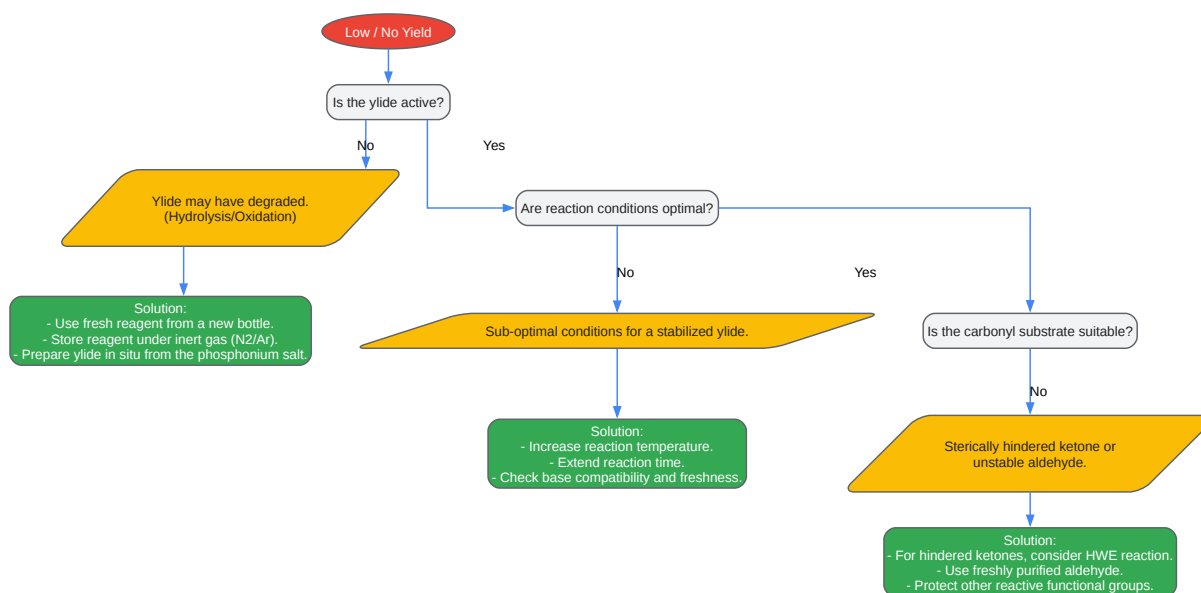 Low / No Yield
Is the ylide active?
No
Yes
Ylide may have degraded.
(Hydrolysis/Oxidation)
Are reaction conditions optimal?
Solution:
- Use fresh reagent from a new bottle.
- Store reagent under inert gas (N2/Ar).
- Prepare ylide in situ from the phosphonium salt.
No
Yes
Sub-optimal conditions for a stabilized ylide.
Is the carbonyl substrate suitable?
Solution:
- Increase reaction temperature.
- Extend reaction time.
- Check base compatibility and freshness.
No
Sterically hindered ketone or
unstable aldehyde.
Solution:
- For hindered ketones, consider HWE reaction.
- Use freshly purified aldehyde.
- Protect other reactive functional groups.